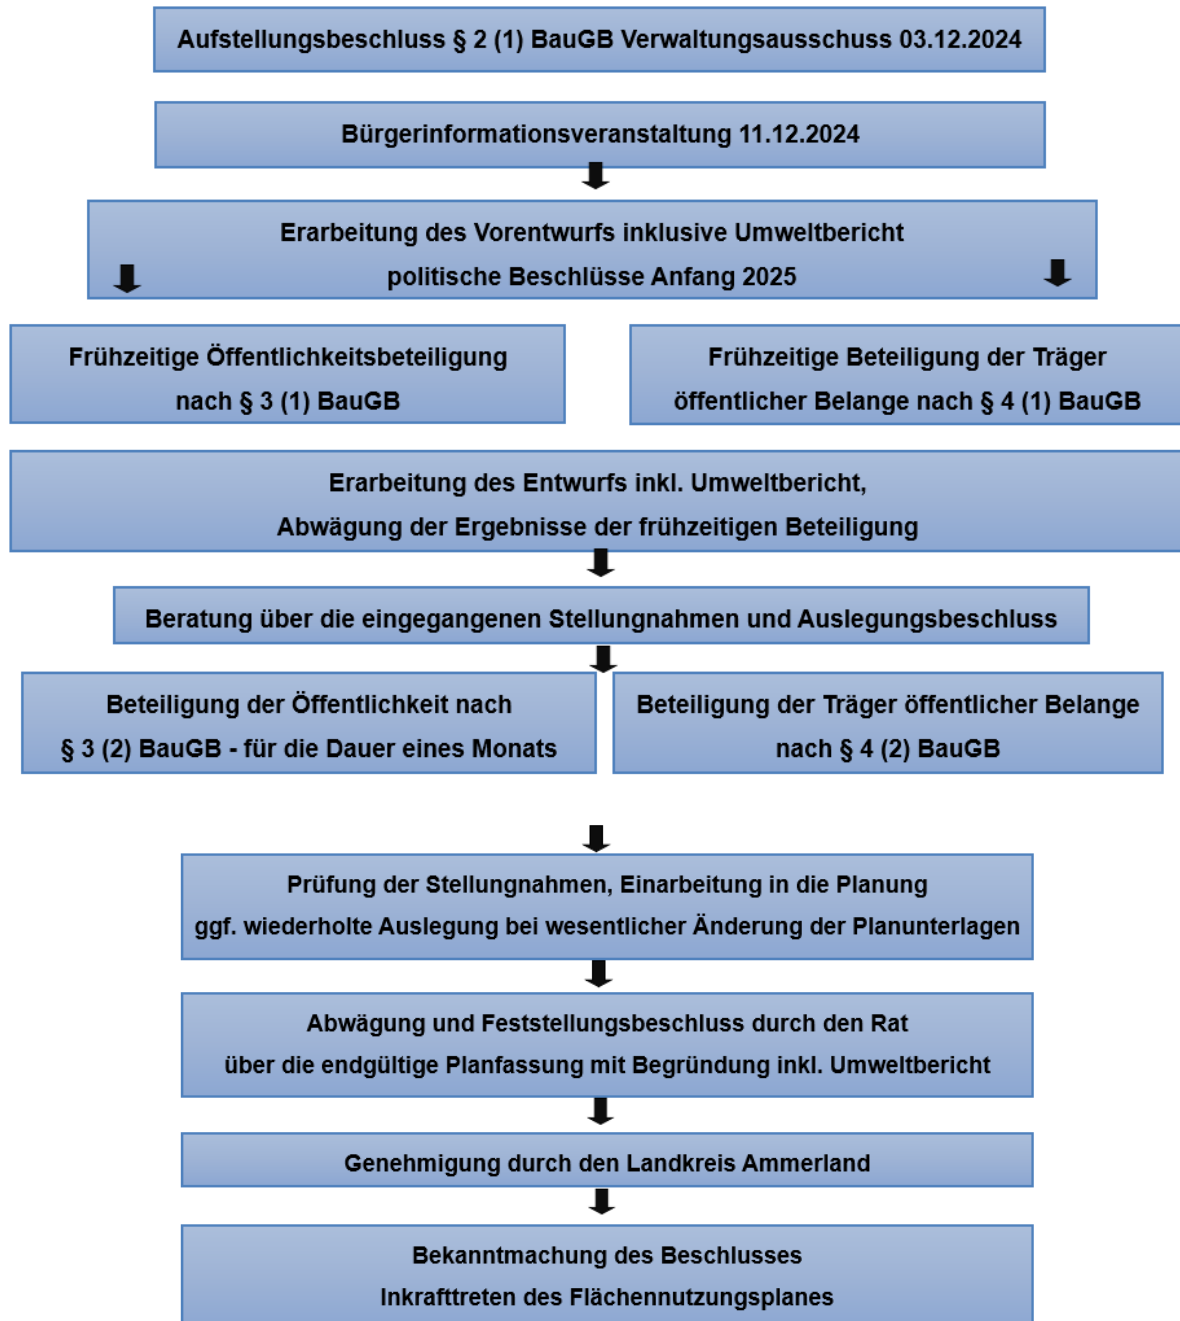 Aufstellungsbeschluss § 2 (1) BauGB Verwaltungsausschuss 03.12.2024
Bürgerinformationsveranstaltung 11.12.2024
Erarbeitung des Vorentwurfs inklusive Umweltbericht
politische Beschlüsse Anfang 2025
Frühzeitige Öffentlichkeitsbeteiligung
nach § 3 (1) BauGB
Frühzeitige Beteiligung der Träger
öffentlicher Belange nach § 4 (1) BauGB
Erarbeitung des Entwurfs inkl. Umweltbericht,
Abwägung der Ergebnisse der frühzeitigen Beteiligung
Beratung über die eingegangenen Stellungnahmen und Auslegungsbeschluss
Beteiligung der Öffentlichkeit nach
§ 3 (2) BauGB - für die Dauer eines Monats
Beteiligung der Träger öffentlicher Belange
nach § 4 (2) BauGB
Prüfung der Stellungnahmen, Einarbeitung in die Planung
ggf. wiederholte Auslegung bei wesentlicher Änderung der Planunterlagen
Abwägung und Feststellungsbeschluss durch den Rat
über die endgültige Planfassung mit Begründung inkl. Umweltbericht
Genehmigung durch den Landkreis Ammerland
Bekanntmachung des Beschlusses
Inkrafttreten des Flächennutzungsplanes